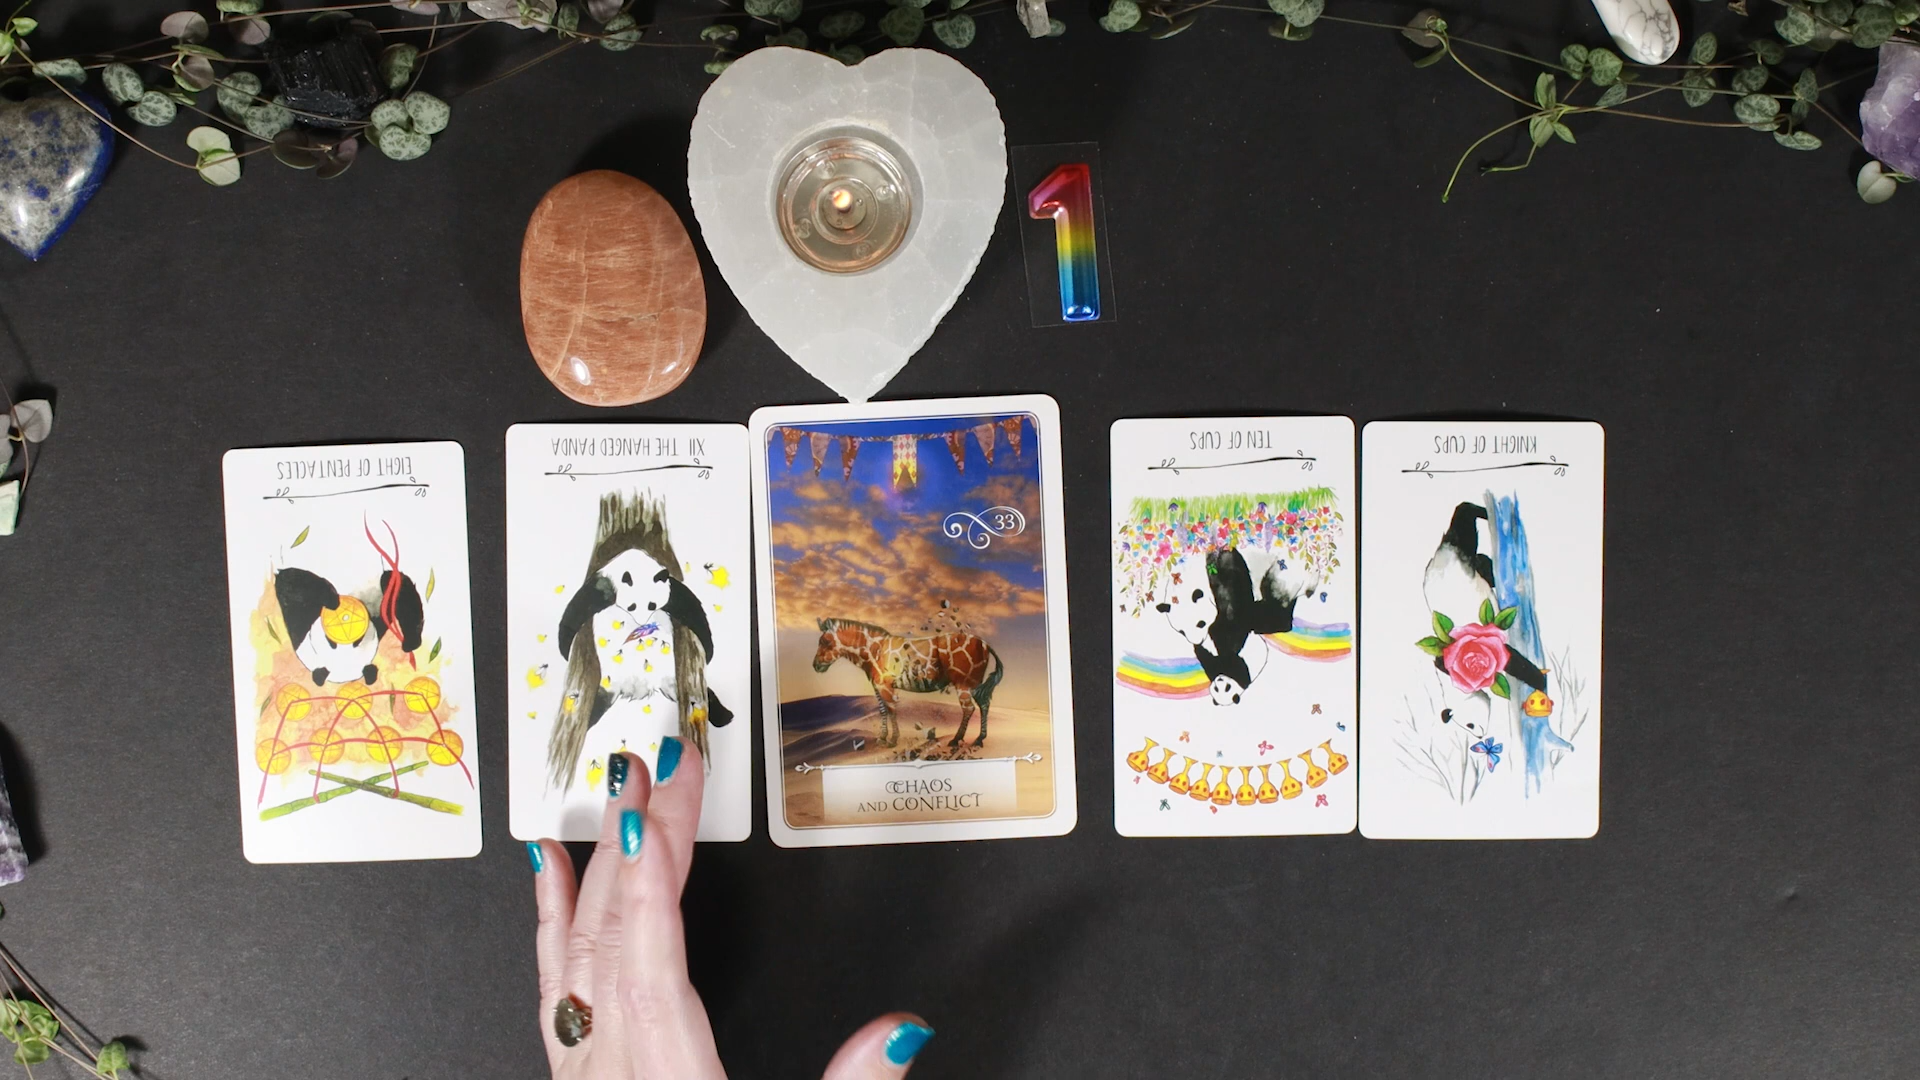 1
EIGHT OF PENTACLES
XII THE HANGED PANDA
33
CHAOS
AND CONFLICT
TEN OF CUPS
KNIGHT OF CUPS